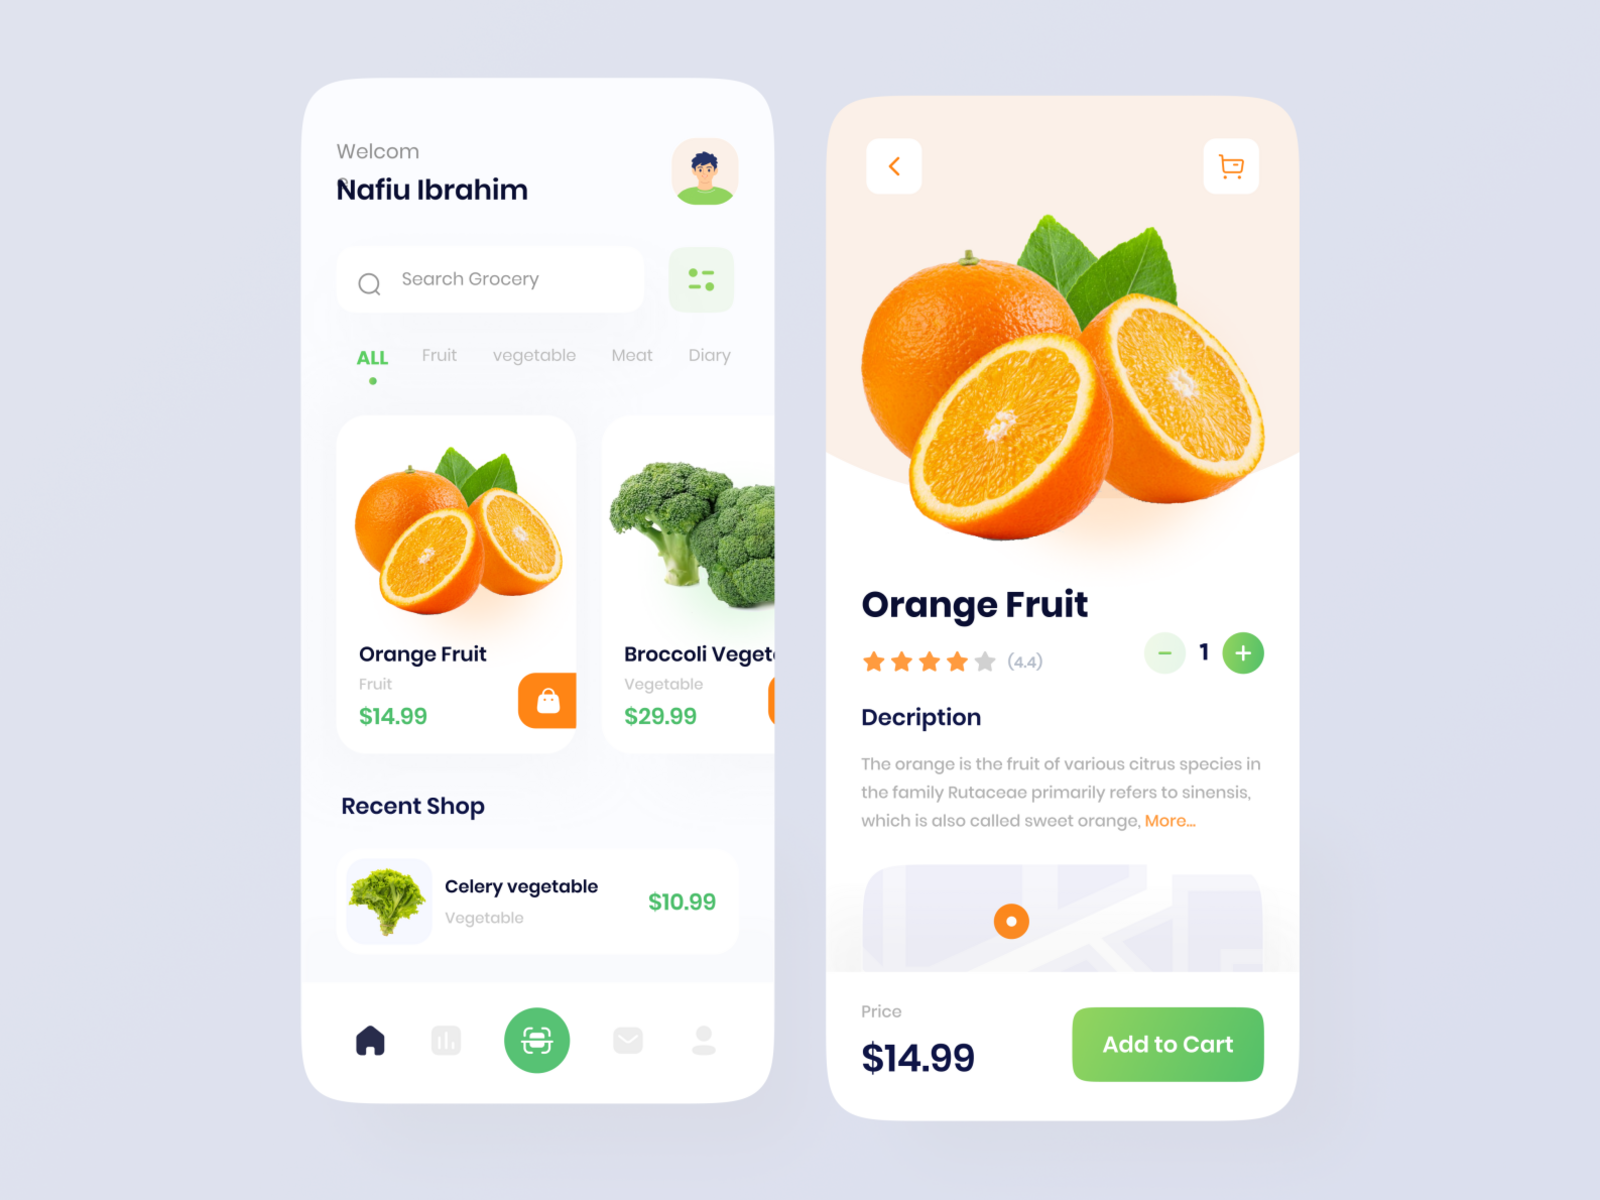 Welcom
e
Nafiu Ibrahim
Search Grocery
ALL Fruit vegetable Meat Diary
Orange Fruit
Fruit
$14.99
Broccoli Veget
Vegetable
$29.99
Recent Shop
Celery vegetable
Vegetable
$10.99
Orange Fruit
(4.4)
1
Decription
The orange is the fruit of various citrus species in
the family Rutaceae primarily refers to sinensis,
which is also called sweet orange, More...
Price
$14.99
Add to Cart